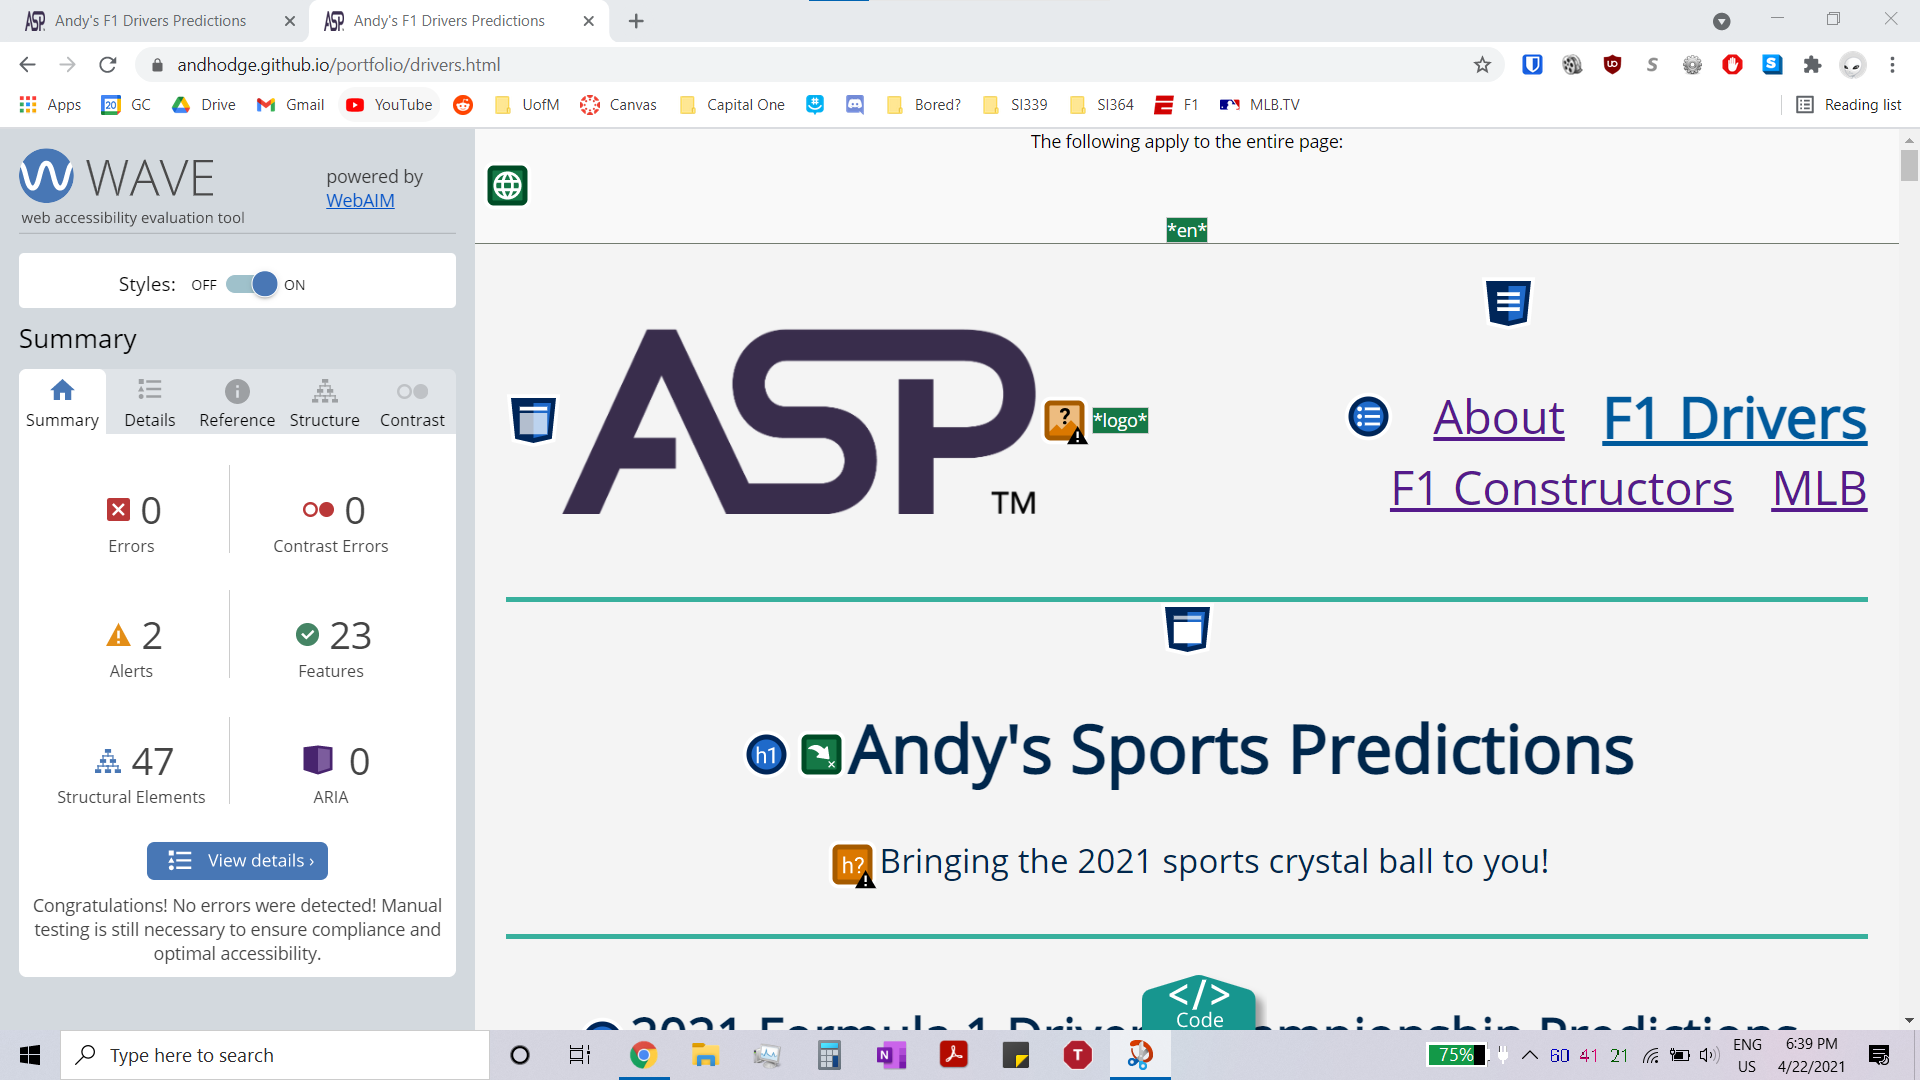 Andy's F1 Drivers Predictions
Andy's F1 Drivers Predictions
andhodge.github.io/portfolio/drivers.html
Apps
GC
Drive
Gmail
YouTube
UofM
Canvas
Capital One
Bored?
SI339
SI364
F1
MLB.TV
Reading list
WAVE
web accessibility evaluation tool
powered by
WebAIM
Styles: OFF ON
Summary
Summary
Details
Reference
Structure
Contrast
0
Errors
0
Contrast Errors
2
Alerts
23
Features
47
Structural Elements
0
ARIA
View details ›
Congratulations! No errors were detected! Manual
testing is still necessary to ensure compliance and
optimal accessibility.
The following apply to the entire page:
*en*
ASP
TM
*logo*
About
F1 Drivers
F1 Constructors
MLB
h1
Andy's Sports Predictions
h?
Bringing the 2021 sports crystal ball to you!
</>
Code
Type here to search
75%
60 41 21
ENG
US
6:39 PM
4/22/2021